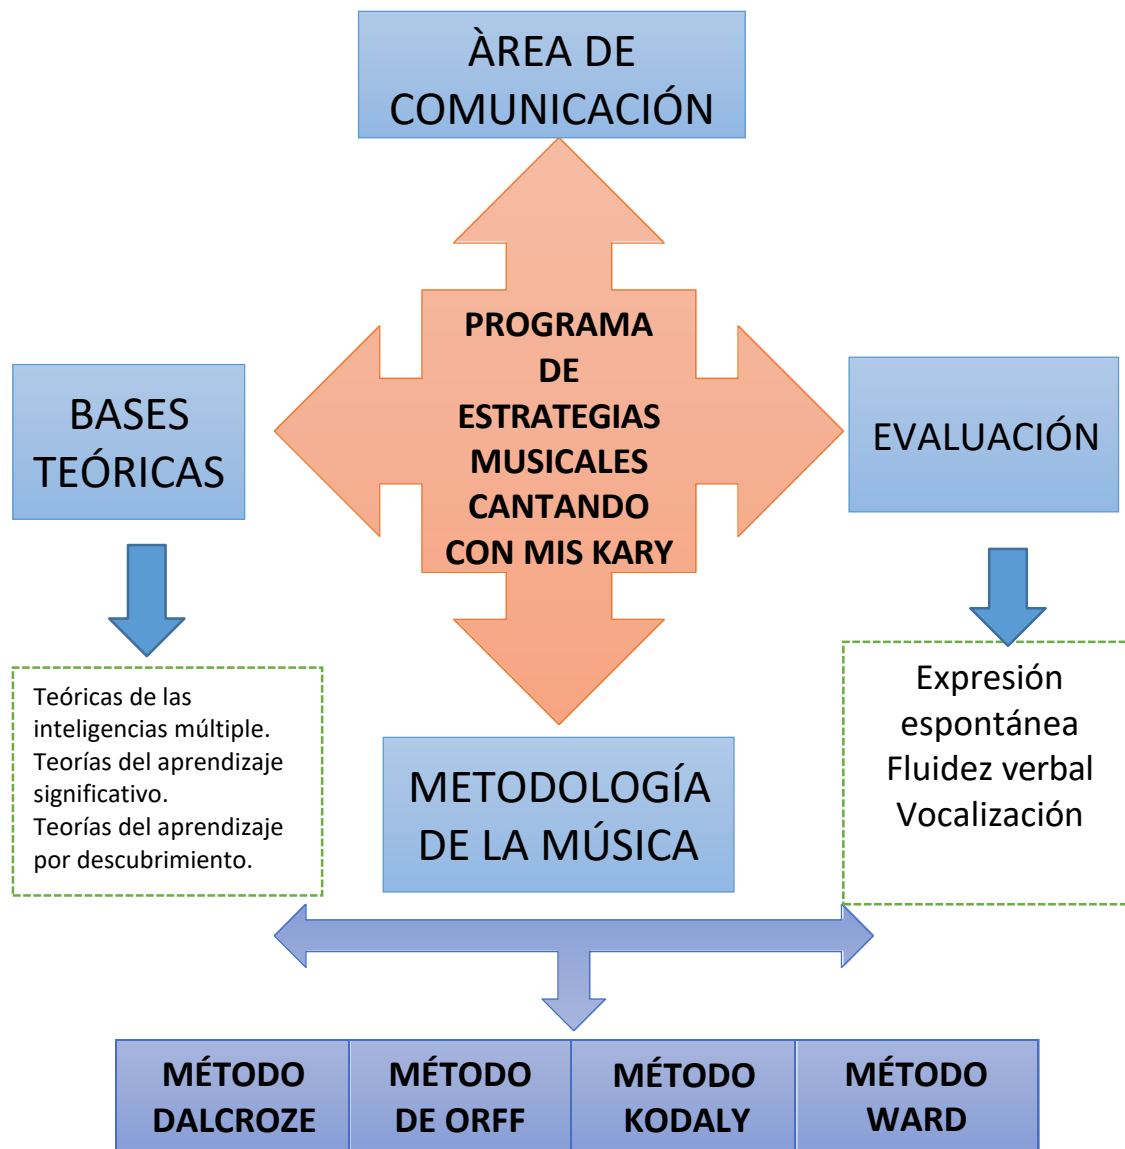 ÀREA DE
COMUNICACIÓN
PROGRAMA
DE
ESTRATEGIAS
MUSICALES
CANTANDO
CON MIS KARY
BASES
TEÓRICAS
EVALUACIÓN
Teóricas de las
inteligencias múltiple.
Teorías del aprendizaje
significativo.
Teorías del aprendizaje
por descubrimiento.
Expresión
espontánea
Fluidez verbal
Vocalización
METODOLOGÍA
DE LA MÚSICA
MÉTODO
DALCROZE
MÉTODO
DE ORFF
MÉTODO
KODALY
MÉTODO
WARD